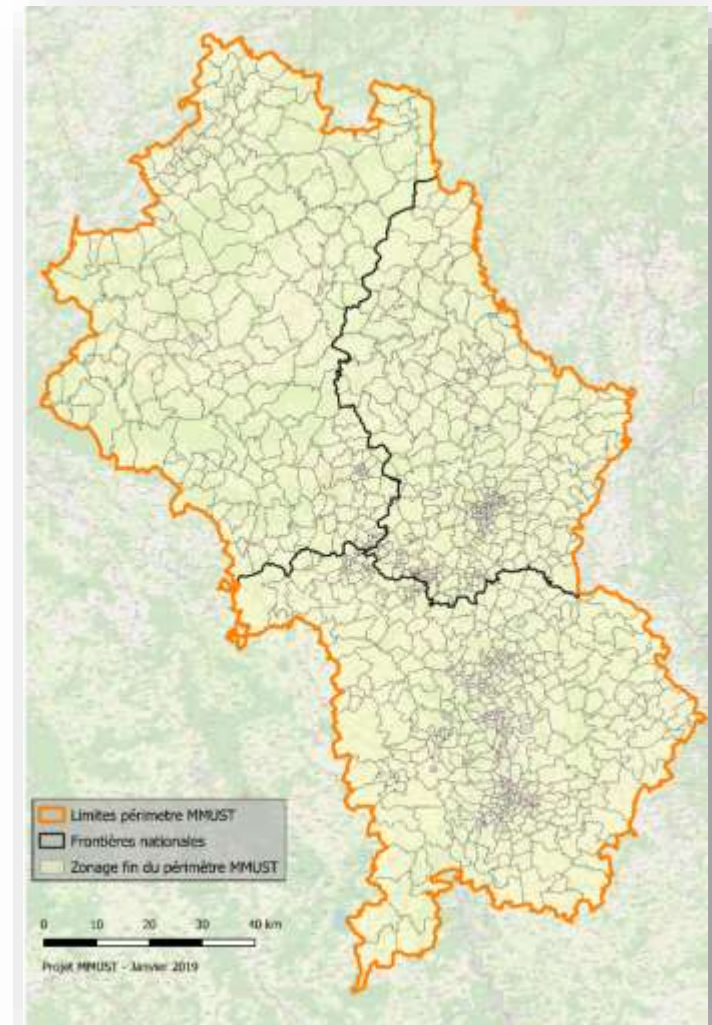 Limites périmetre MMUST
Frontières nationales
Zonage fin du périmètre MMUST
0 10 20 30 40 km
Projet MMUST - Janvier 2019